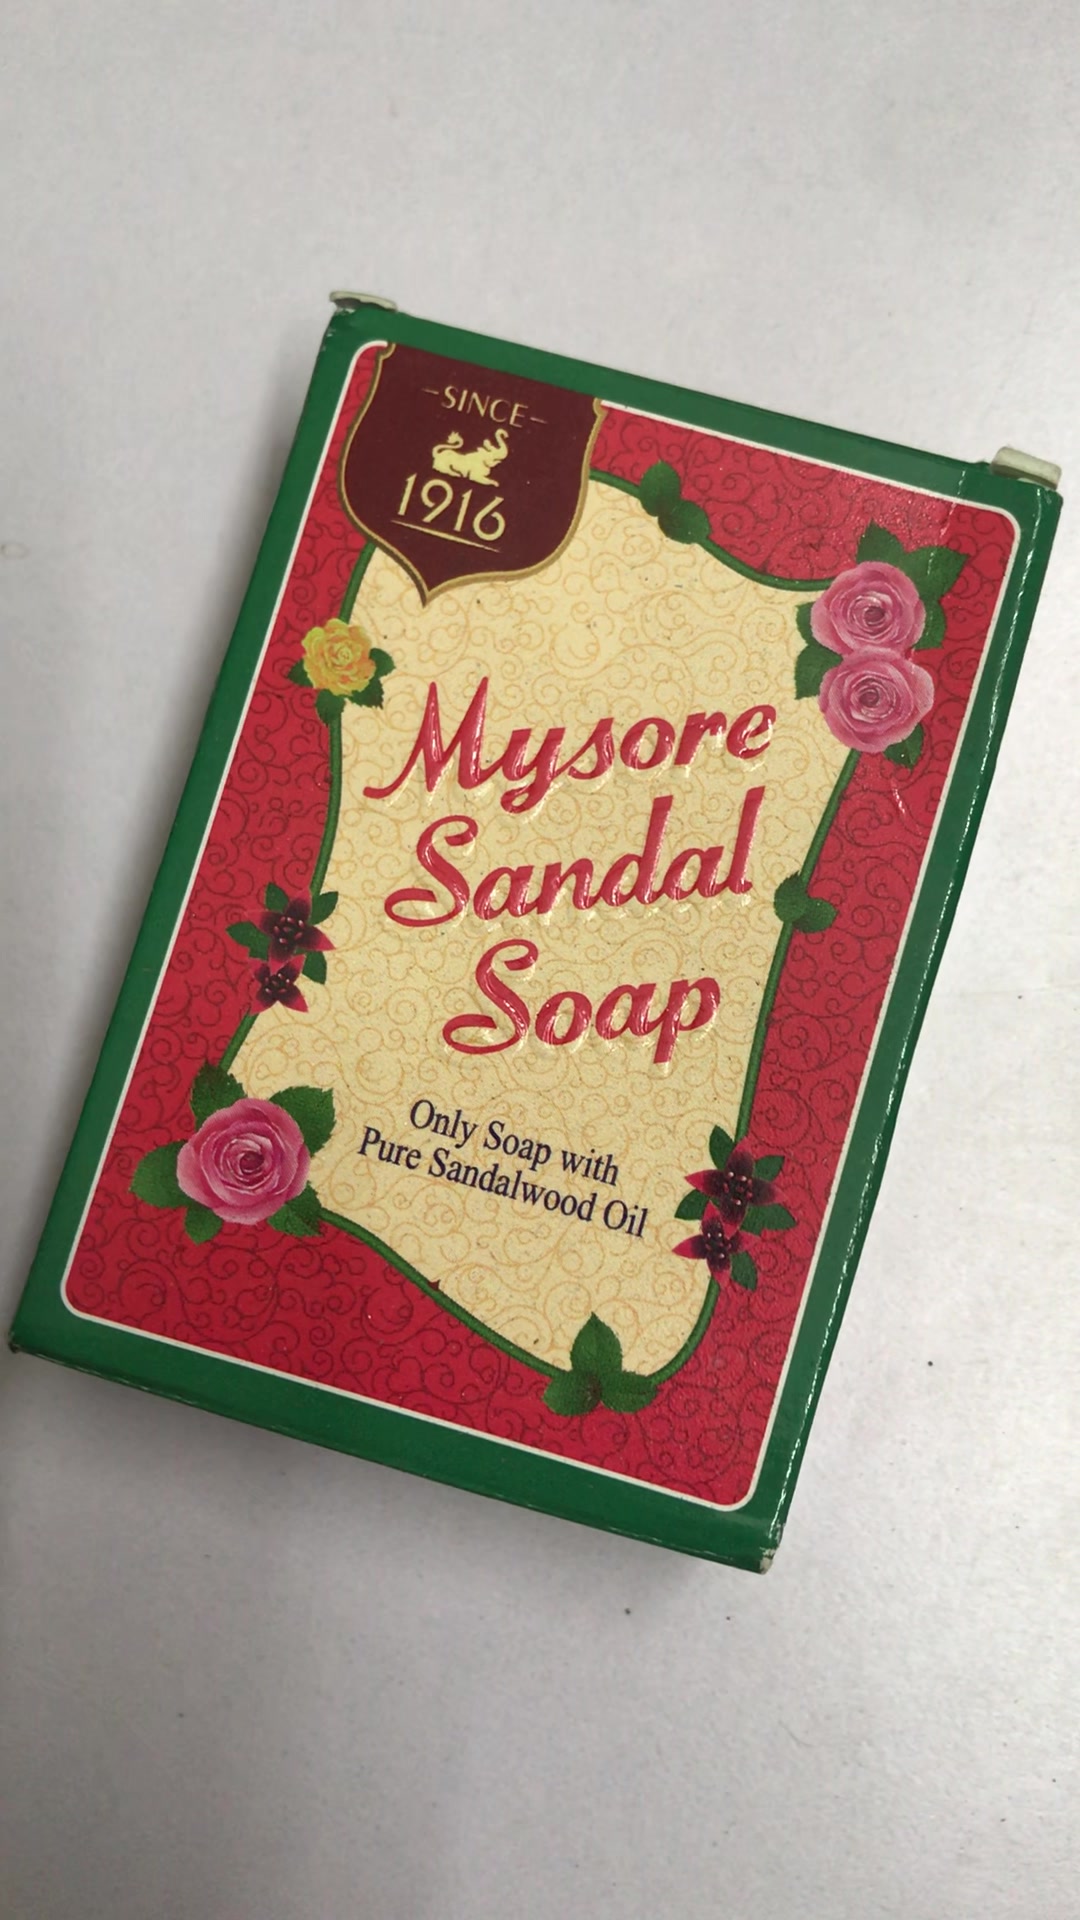 -SINCE-
1916
Mysore
Sandal
Soap
Only Soap with
Pure Sandalwood Oil